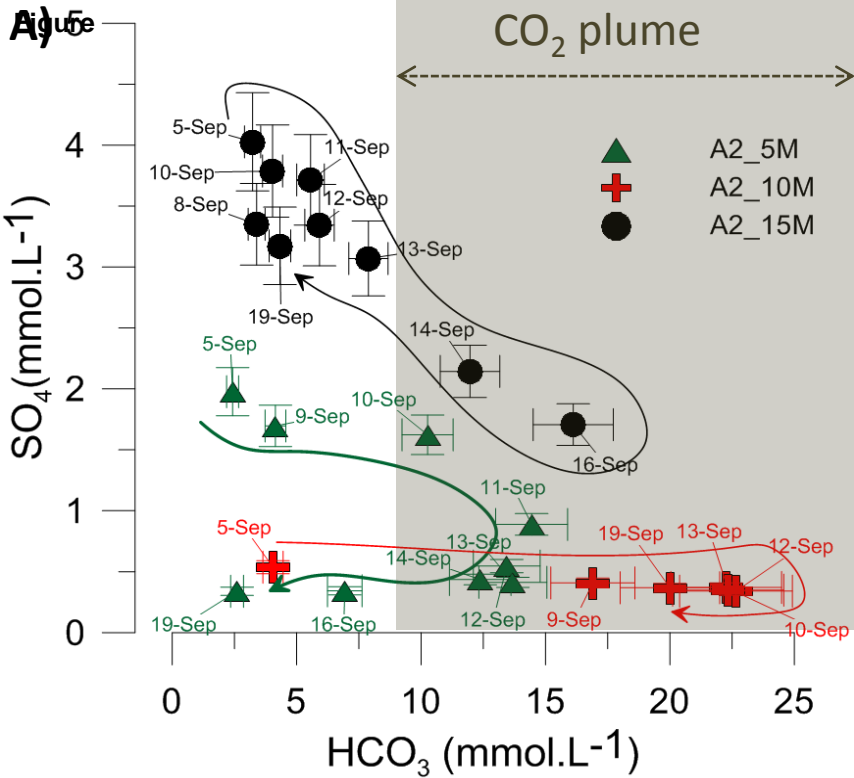 A)
Figure
CO2 plume
5
4
3
2
1
0
SO4(mmol.L-1)
A2_5M
A2_10M
A2_15M
5-Sep
11-Sep
10-Sep
8-Sep
12-Sep
13-Sep
19-Sep
14-Sep
16-Sep
5-Sep
9-Sep
10-Sep
11-Sep
13-Sep
14-Sep
12-Sep
19-Sep
16-Sep
5-Sep
19-Sep
13-Sep
12-Sep
9-Sep
10-Sep
0 5 10 15 20 25
HCO3 (mmol.L-1)